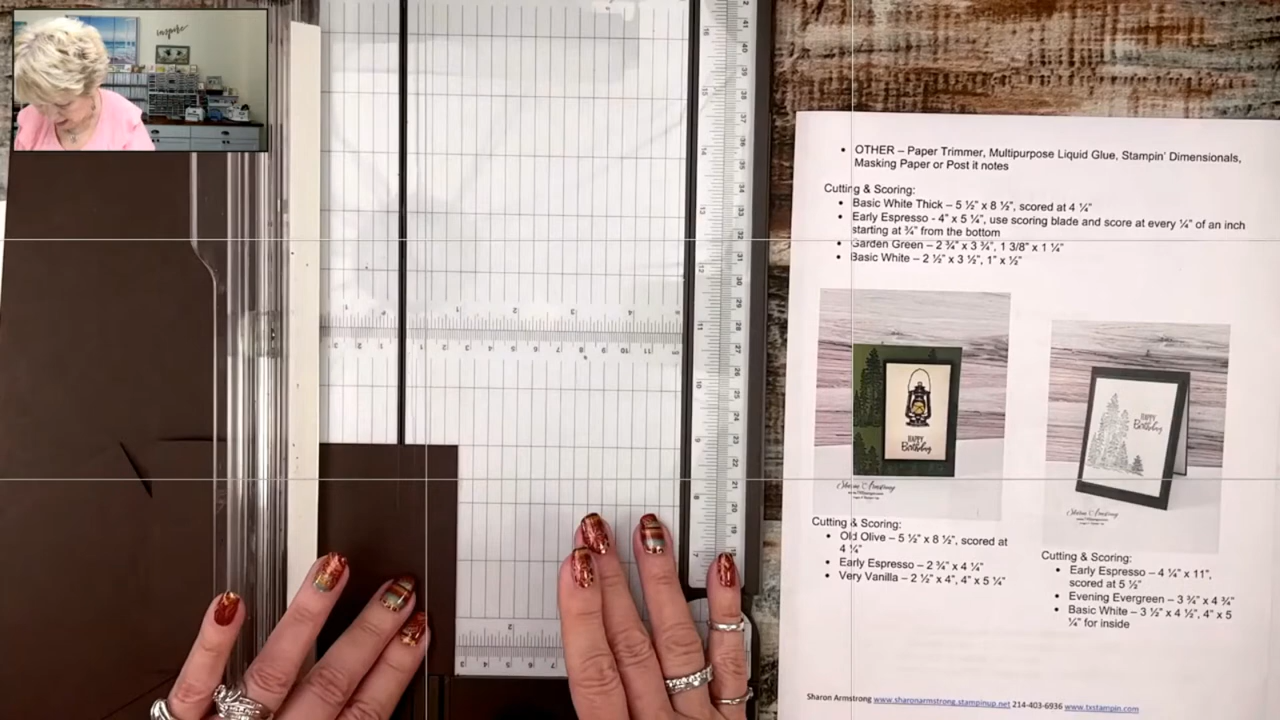 inspire
• OTHER – Paper Trimmer, Multipurpose Liquid Glue, Stampin' Dimensionals,
Masking Paper or Post it notes
Cutting & Scoring:
• Basic White Thick – 5 ½" x 8 ½", scored at 4 ¼"
• Early Espresso - 4" x 5 ¼", use scoring blade and score at every ¼" of an inch
starting at ¾" from the bottom
• Garden Green – 2 ¾" x 3 ¾", 1 3/8" x 1 ¼"
• Basic White – 2 ½" x 3 ½", 1" x ½"
HAPPY
Birthday
Sharon Armstrong
HAPPY
Birthday
Sharon Armstrong
Cutting & Scoring:
• Old Olive – 5 ½" x 8 ½", scored at
4 ¼"
• Early Espresso – 2 ¾" x 4 ¼"
• Very Vanilla – 2 ½" x 4", 4" x 5 ¼"
Cutting & Scoring:
• Early Espresso – 4 ¼" x 11",
scored at 5 ½"
• Evening Evergreen – 3 ¾" x 4 ¾"
• Basic White – 3 ½" x 4 ½", 4" x 5
¼" for inside
Sharon Armstrong www.sharonarmstrong.stampinup.net 214-403-6936 www.txstampin.com